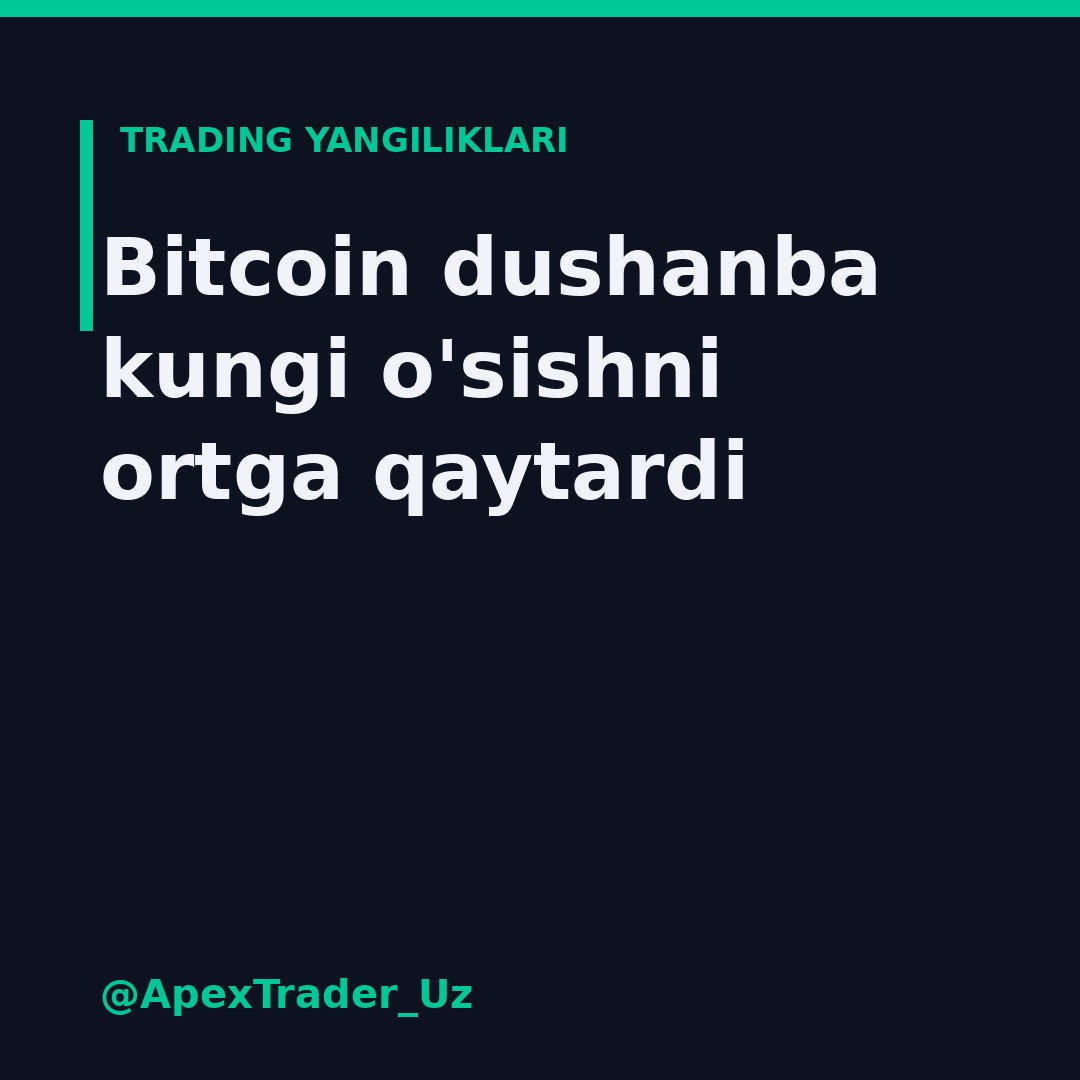 TRADING YANGILIKLARI
Bitcoin dushanba
kungi o'sishni
ortga qaytardi
@ApexTrader_Uz